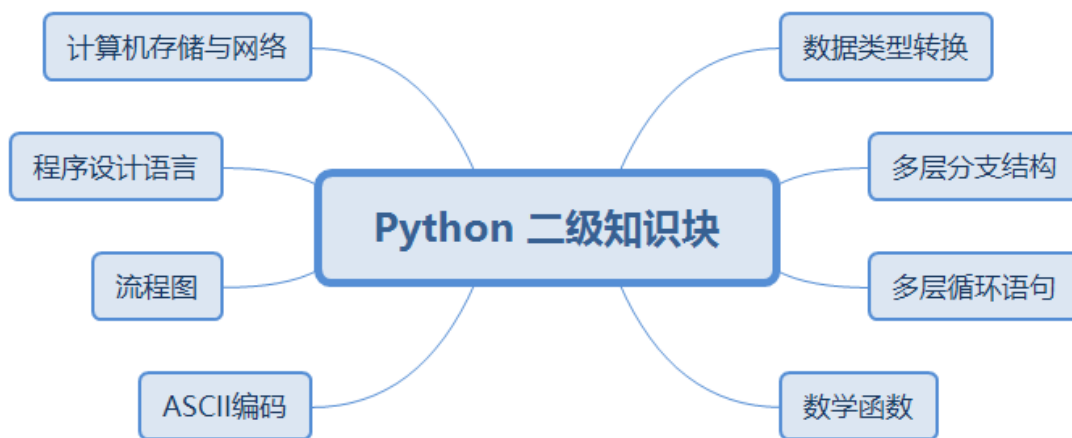 计算机存储与网络
数据类型转换
程序设计语言
多层分支结构
Python 二级知识块
流程图
多层循环语句
ASCII编码
数学函数